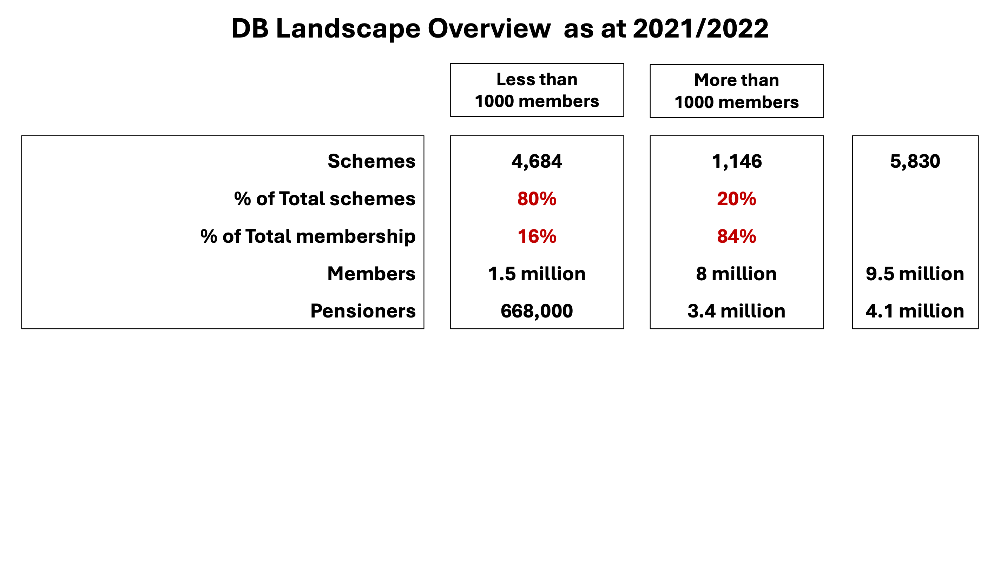 DB Landscape Overview  as at 2021/2022
Less than
1000 members
More than
1000 members
Schemes 4,684 1,146 5,830
% of Total schemes 80% 20%
% of Total membership 16% 84%
Members 1.5 million 8 million 9.5 million
Pensioners 668,000 3.4 million 4.1 million